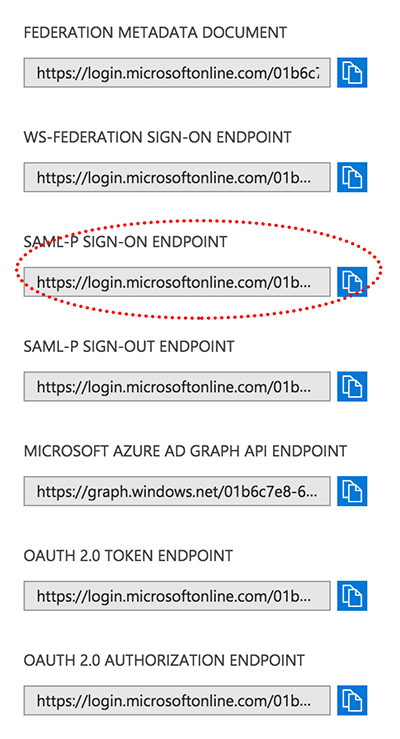 FEDERATION METADATA DOCUMENT
https://login.microsoftonline.com/01b6c7
WS-FEDERATION SIGN-ON ENDPOINT
https://login.microsoftonline.com/01b...
SAML-P SIGN-ON ENDPOINT
https://login.microsoftonline.com/01b...
SAML-P SIGN-OUT ENDPOINT
https://login.microsoftonline.com/01b...
MICROSOFT AZURE AD GRAPH API ENDPOINT
https://graph.windows.net/01b6c7e8-6...
OAUTH 2.0 TOKEN ENDPOINT
https://login.microsoftonline.com/01b...
OAUTH 2.0 AUTHORIZATION ENDPOINT
https://login.microsoftonline.com/01b...